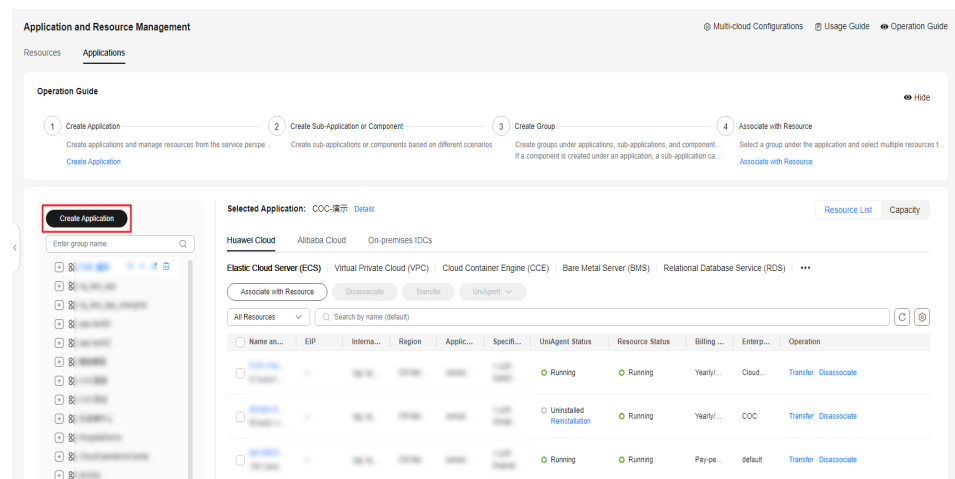 Application and Resource Management
Multi-cloud Configurations Usage Guide Operation Guide
Resources Applications
Operation Guide
Hide
1 Create Application 2 Create Sub-Application or Component 3 Create Group 4 Associate with Resource
Create applications and manage resources from the service perspe... Create sub-applications or components based on different scenarios Create groups under applications, sub-applications, and component... Select a group under the application and select multiple resources t...
If a component is created under an application, a sub-application ca...
Create Application Associate with Resource
Create Application
Selected Application: COC-演示 Details
Resource List Capacity
Enter group name
Huawei Cloud Alibaba Cloud On-premises IDCs
Elastic Cloud Server (ECS) Virtual Private Cloud (VPC) Cloud Container Engine (CCE) Bare Metal Server (BMS) Relational Database Service (RDS) •••
Associate with Resource Disassociate Transfer UniAgent
All Resources Search by name (default)
Name an... EIP Interna... Region Applic... Specifi... UniAgent Status Resource Status Billing ... Enterp... Operation
Running Running Yearly/... Cloud... Transfer Disassociate
Uninstalled
Reinstallation
Running Yearly/... COC Transfer Disassociate
Running Running Pay-pe... default Transfer Disassociate